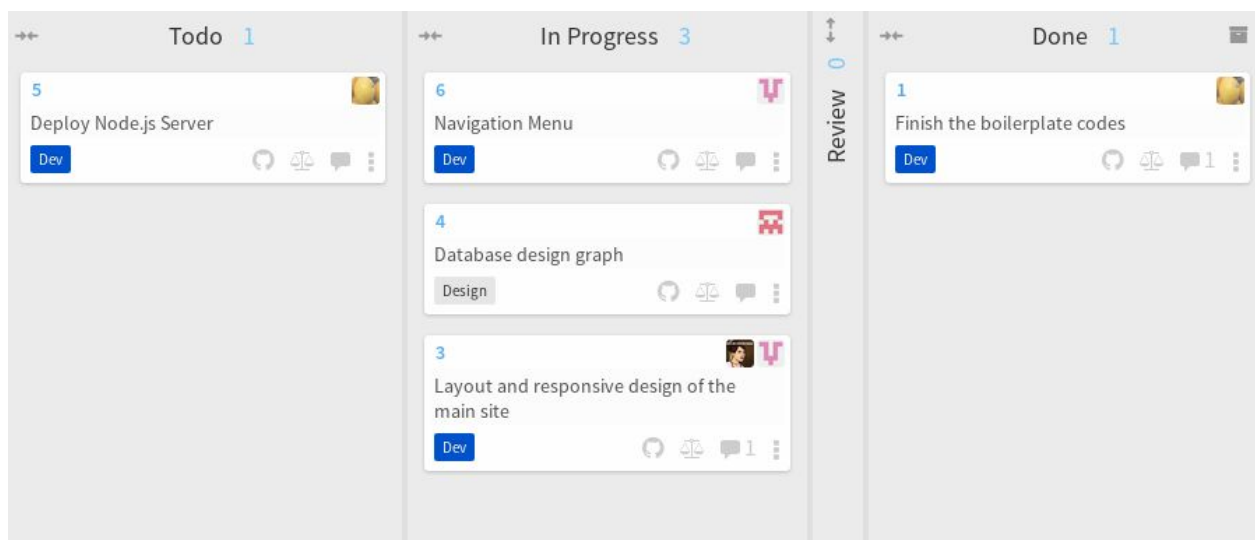 Todo 1
5
Deploy Node.js Server
Dev
In Progress 3
6
Navigation Menu
Dev
4
Database design graph
Design
3
Layout and responsive design of the
main site
Dev
1
Review 0
Done 1
1
Finish the boilerplate codes
Dev
1